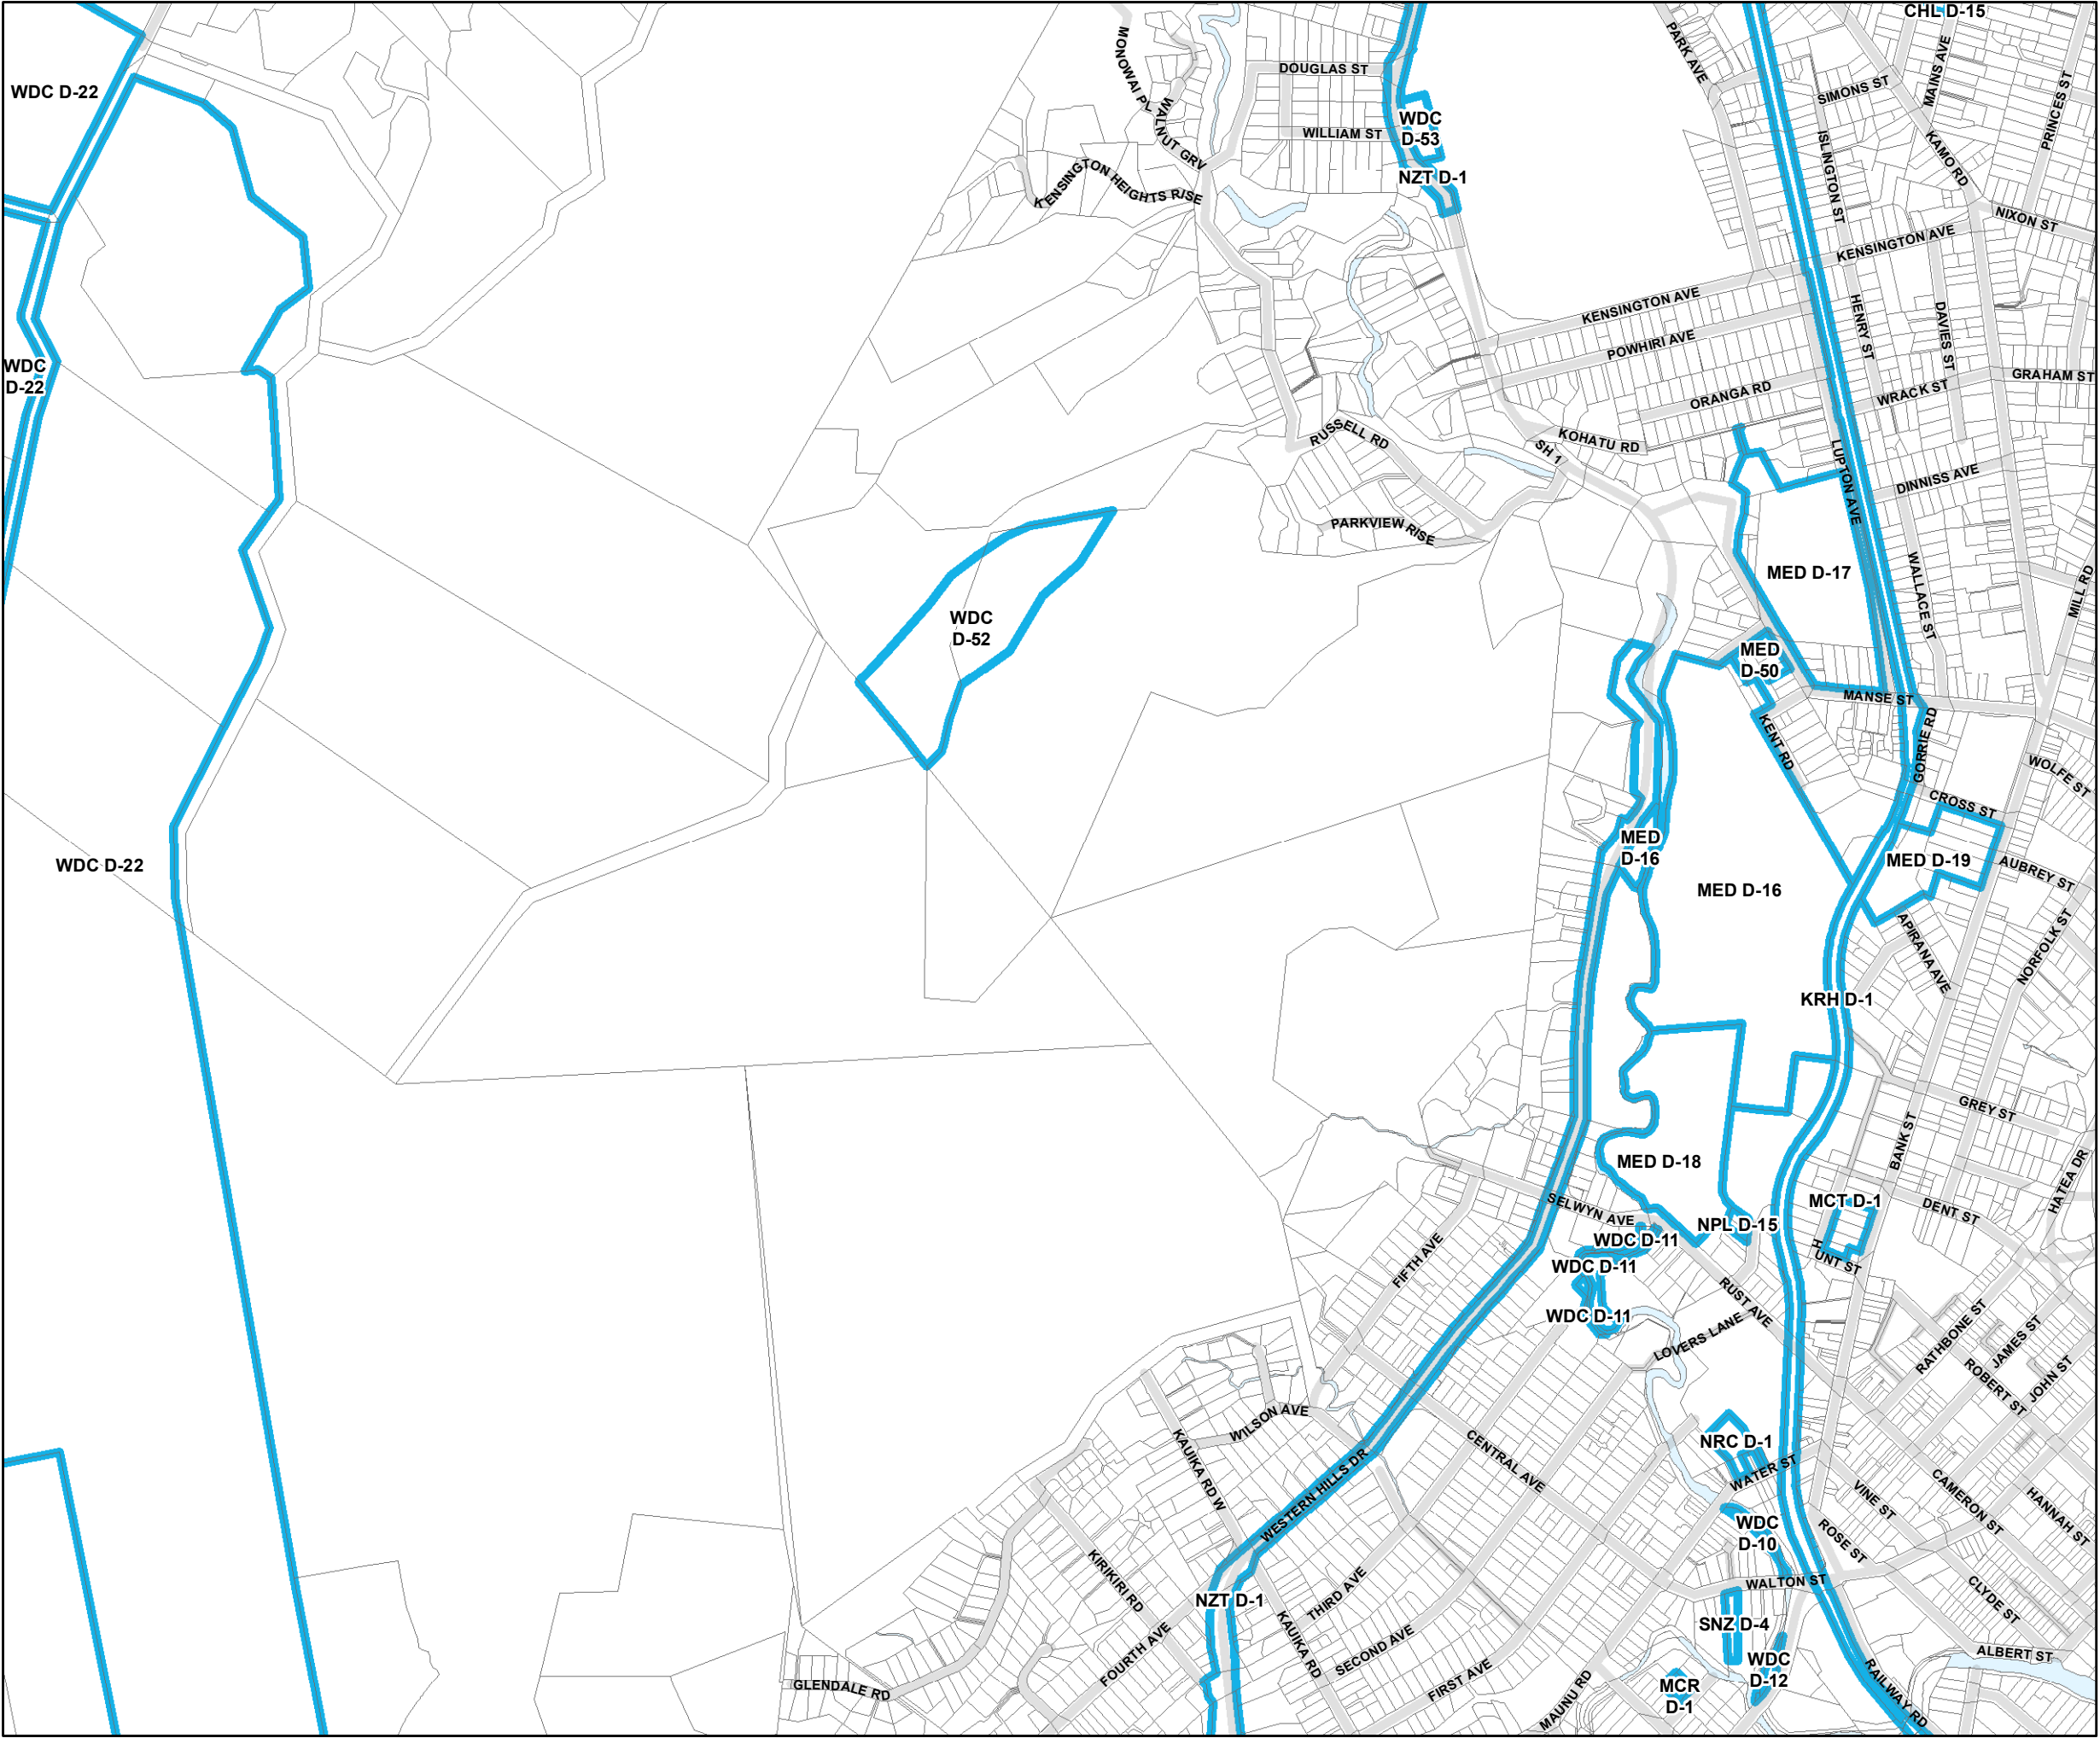 CHL D-15
WDC D-22
DOUGLAS ST
MONOWAI PL
PARK AVE
MAINS AVE
SIMONS ST
PRINCES ST
WALNUT GRV
WILLIAM ST
WDC
D-53
NZT D-1
ISLINGTON ST
KAMO RD
KENSINGTON HEIGHTS RISE
NIXON ST
KENSINGTON AVE
KENSINGTON AVE
HENRY ST
DAVIES ST
POWHIRI AVE
WDC
D-22
GRAHAM ST
ORANGA RD
WRACK ST
RUSSELL RD
SH 1
KOHATU RD
LUPTON AVE
DINNISS AVE
PARKVIEW RISE
MED D-17
WALLACE ST
MILL RD
WDC
D-52
MED
D-50
MANSE ST
KENT RD
GORRIE RD
WOLFE ST
CROSS ST
MED
D-16
MED D-19
AUBREY ST
WDC D-22
MED D-16
APIRANA AVE
NORFOLK ST
KRH D-1
GREY ST
BANK ST
MED D-18
HATEA DR
SELWYN AVE
NPL D-15
MCT D-1
DENT ST
WDC D-11
FIFTH AVE
WDC D-11
HUNT ST
RUST AVE
WDC D-11
LOVERS LANE
RATHBONE ST
JAMES ST
ROBERT ST
JOHN ST
WILSON AVE
KAUIKA RD W
WESTERN HILLS DR
CENTRAL AVE
NRC D-1
WATER ST
VINE ST
CAMERON ST
HANNAH ST
WDC
D-10
ROSE ST
KIRIKIRI RD
NZT D-1
THIRD AVE
WALTON ST
CLYDE ST
KAUIKA RD
SECOND AVE
SNZ D-4
FOURTH AVE
ALBERT ST
GLENDALE RD
FIRST AVE
MAUNU RD
MCR
D-1
WDC
D-12
RAILWAY RD